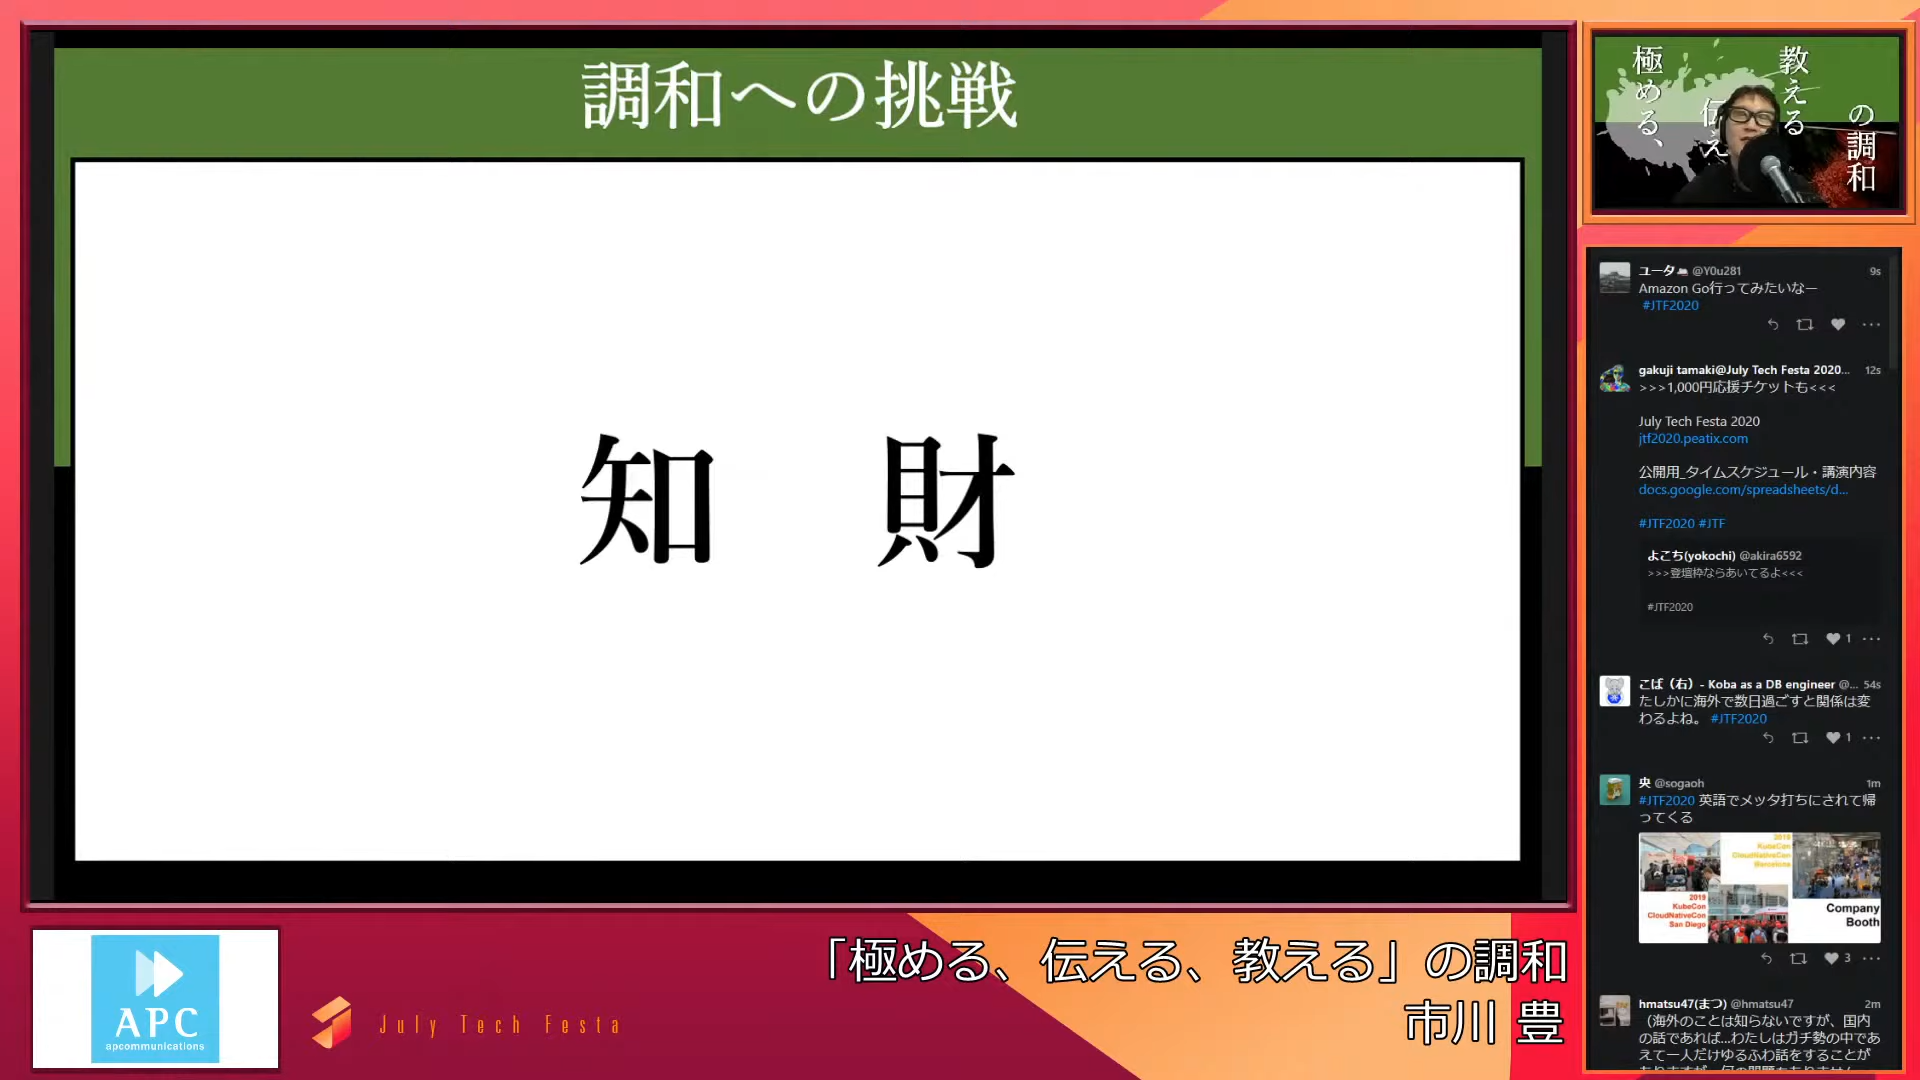 調和への挑戦
知 財
極める、
伝え
教える
の調和
ユータ @Y0u281 9s
Amazon Go行ってみたいなー
#JTF2020
gakuji tamaki@July Tech Festa 2020... 12s
>>>1,000円応援チケットも<<<
July Tech Festa 2020
jtf2020.peatix.com
公開用_タイムスケジュール・講演内容
docs.google.com/spreadsheets/d...
#JTF2020 #JTF
よこち(yokochi) @akira6592
>>>登壇枠ならあいてるよ<<<
#JTF2020
1
こば（右）- Koba as a DB engineer @... 54s
たしかに海外で数日過ごすと関係は変
わるよね。 #JTF2020
1
央 @sogaoh 1m
#JTF2020 英語でメッタ打ちにされて帰
ってくる
2019
KubeCon
CloudNativeCon
Barcelona
2019
KubeCon
CloudNativeCon
San Diego
Company
Booth
3
hmatsu47(まつ) @hmatsu47 2m
（海外のことは知らないですが、国内
の話であれば...わたしはガチ勢の中であ
えて一人だけゆるふわ話をすることが
「極める、伝える、教える」の調和
市川 豊
APC
apcommunications
July Tech Festa